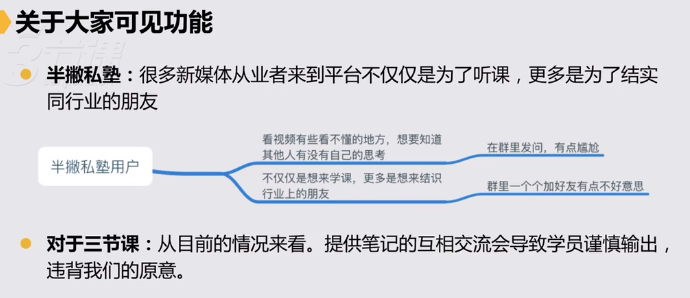 关于大家可见功能
3节课
半撇私塾：很多新媒体从业者来到平台不仅仅是为了听课，更多是为了结实
同行业的朋友
半撇私塾用户
看视频有些看不懂的地方，想要知道
其他人有没有自己的思考
在群里发问，有点尴尬
不仅仅是想来学课，更多是想来结识
行业上的朋友
群里一个个加好友有点不好意思
对于三节课：从目前的情况来看。提供笔记的互相交流会导致学员谨慎输出，
违背我们的原意。